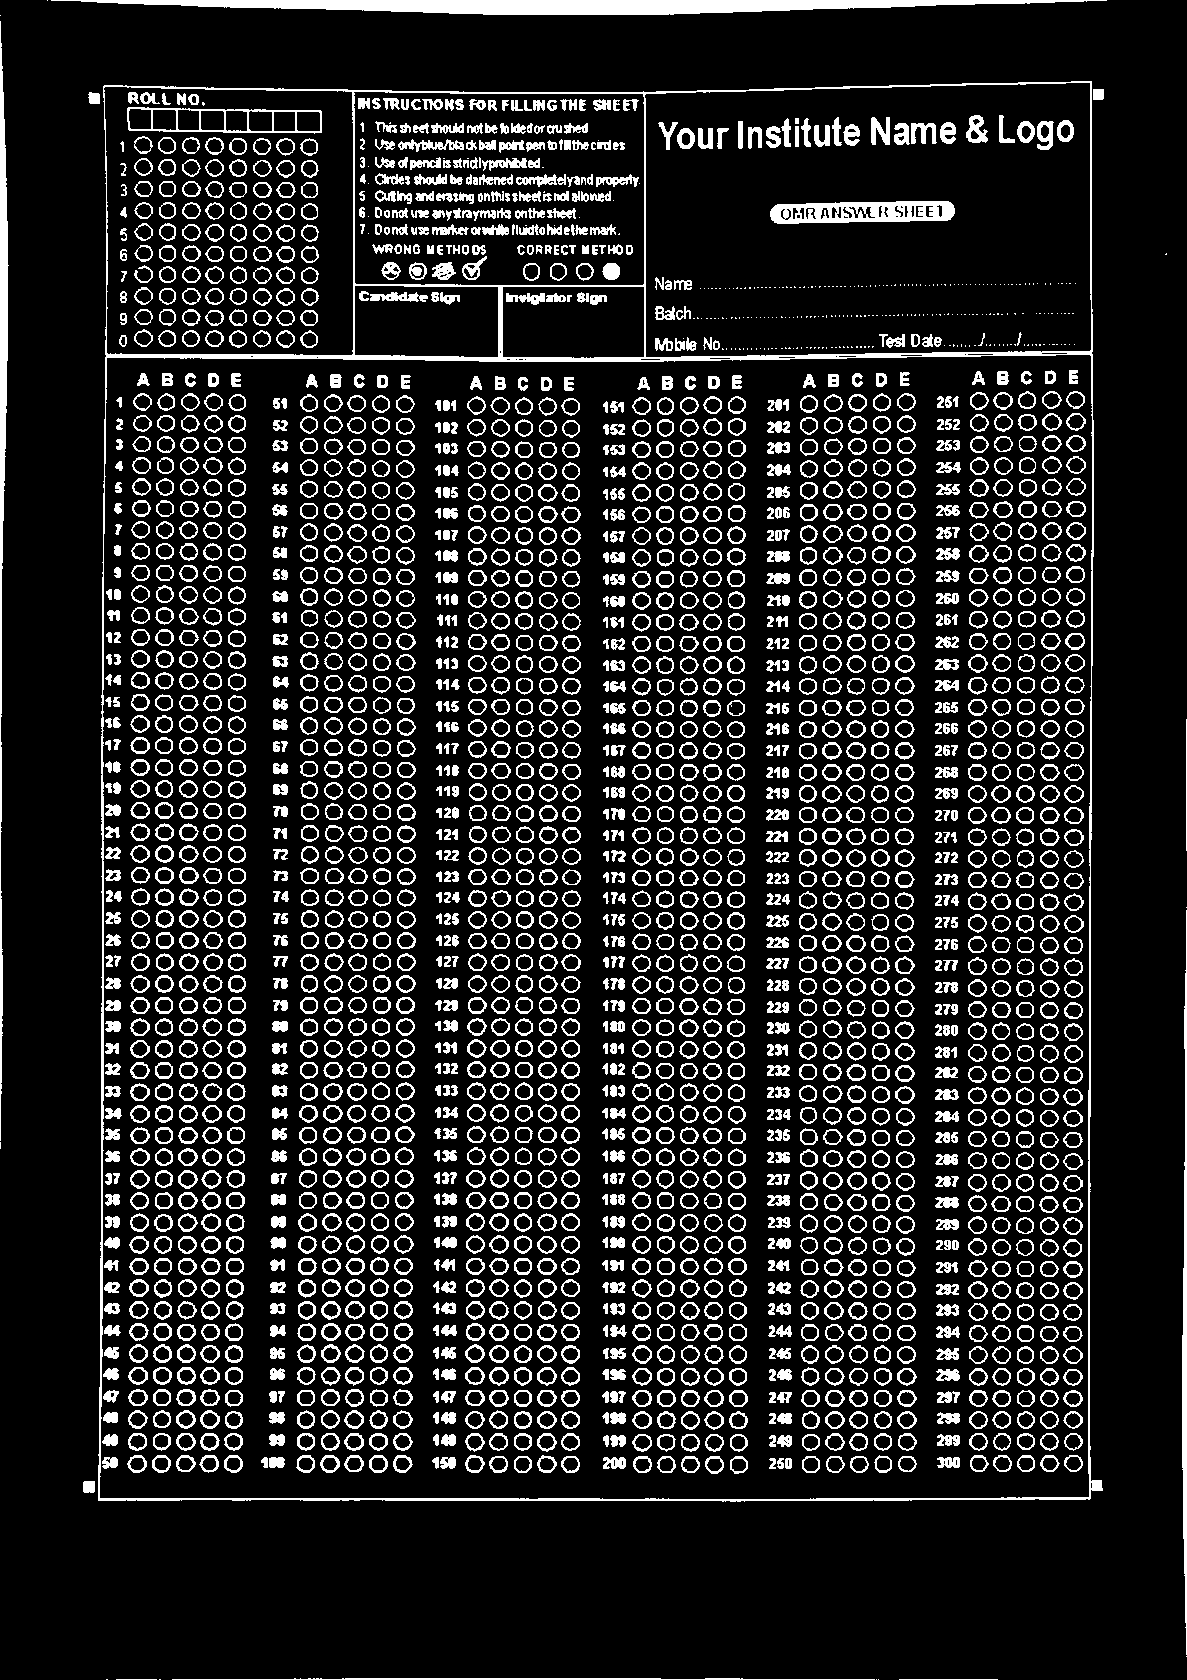 ROLL NO.
1
2
3
4
5
6
7
8
9
0
INSTRUCTIONS FOR FILLING THE SHEET
1 This sheet should not be folded or crushed
2 Use only blue/black ball point pen to fill the circles
3. Use of pencil is strictly prohibited.
4. Circles should be darkened completely and properly.
5 Cutting and erasing on this sheet is not allowed.
6. Do not use any stray marks on the sheet.
7. Do not use marker or white fluid to hide the mark.
WRONG METHODS CORRECT METHOD
Candidate Sign Invigilator Sign
Your Institute Name & Logo
OMR ANSWER SHEET
Name
Batch
Mobile No. Test Date / /
A B C D E A B C D E A B C D E A B C D E A B C D E A B C D E
1 51 101 151 201 251
2 52 102 152 202 252
3 53 103 153 203 253
4 54 104 154 204 254
5 55 105 155 205 255
6 56 106 156 206 256
7 57 107 157 207 257
8 58 108 158 208 258
9 59 109 159 209 259
10 60 110 160 210 260
11 61 111 161 211 261
12 62 112 162 212 262
13 63 113 163 213 263
14 64 114 164 214 264
15 65 115 165 215 265
16 66 116 166 216 266
17 67 117 167 217 267
18 68 118 168 218 268
19 69 119 169 219 269
20 70 120 170 220 270
21 71 121 171 221 271
22 72 122 172 222 272
23 73 123 173 223 273
24 74 124 174 224 274
25 75 125 175 225 275
26 76 126 176 226 276
27 77 127 177 227 277
28 78 128 178 228 278
29 79 129 179 229 279
30 80 130 180 230 280
31 81 131 181 231 281
32 82 132 182 232 282
33 83 133 183 233 283
34 84 134 184 234 284
35 85 135 185 235 285
36 86 136 186 236 286
37 87 137 187 237 287
38 88 138 188 238 288
39 89 139 189 239 289
40 90 140 190 240 290
41 91 141 191 241 291
42 92 142 192 242 292
43 93 143 193 243 293
44 94 144 194 244 294
45 95 145 195 245 295
46 96 146 196 246 296
47 97 147 197 247 297
48 98 148 198 248 298
49 99 149 199 249 299
50 100 150 200 250 300